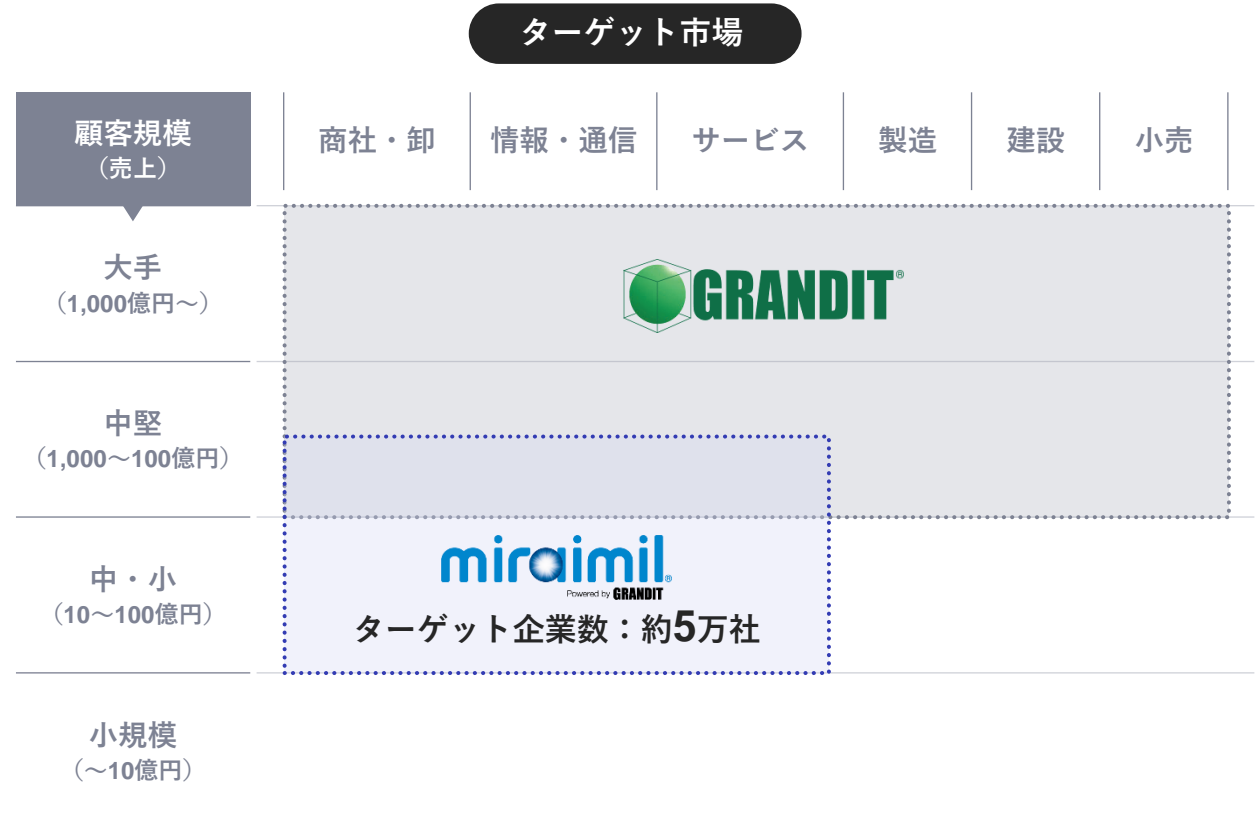 ターゲット市場
顧客規模
（売上）
商社・卸
情報・通信
サービス
製造
建設
小売
大手
（1,000億円～）
GRANDIT®
中堅
（1,000～100億円）
中・小
（10～100億円）
miraimil®
Powered by GRANDIT
ターゲット企業数：約5万社
小規模
（～10億円）